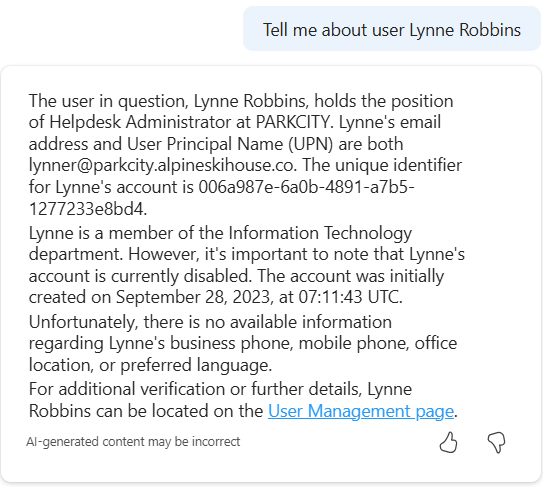 Tell me about user Lynne Robbins
The user in question, Lynne Robbins, holds the position
of Helpdesk Administrator at PARKCITY. Lynne's email
address and User Principal Name (UPN) are both
lynner@parkcity.alpineskihouse.co. The unique identifier
for Lynne's account is 006a987e-6a0b-4891-a7b5-
1277233e8bd4.
Lynne is a member of the Information Technology
department. However, it's important to note that Lynne's
account is currently disabled. The account was initially
created on September 28, 2023, at 07:11:43 UTC.
Unfortunately, there is no available information
regarding Lynne's business phone, mobile phone, office
location, or preferred language.
For additional verification or further details, Lynne
Robbins can be located on the User Management page.
AI-generated content may be incorrect